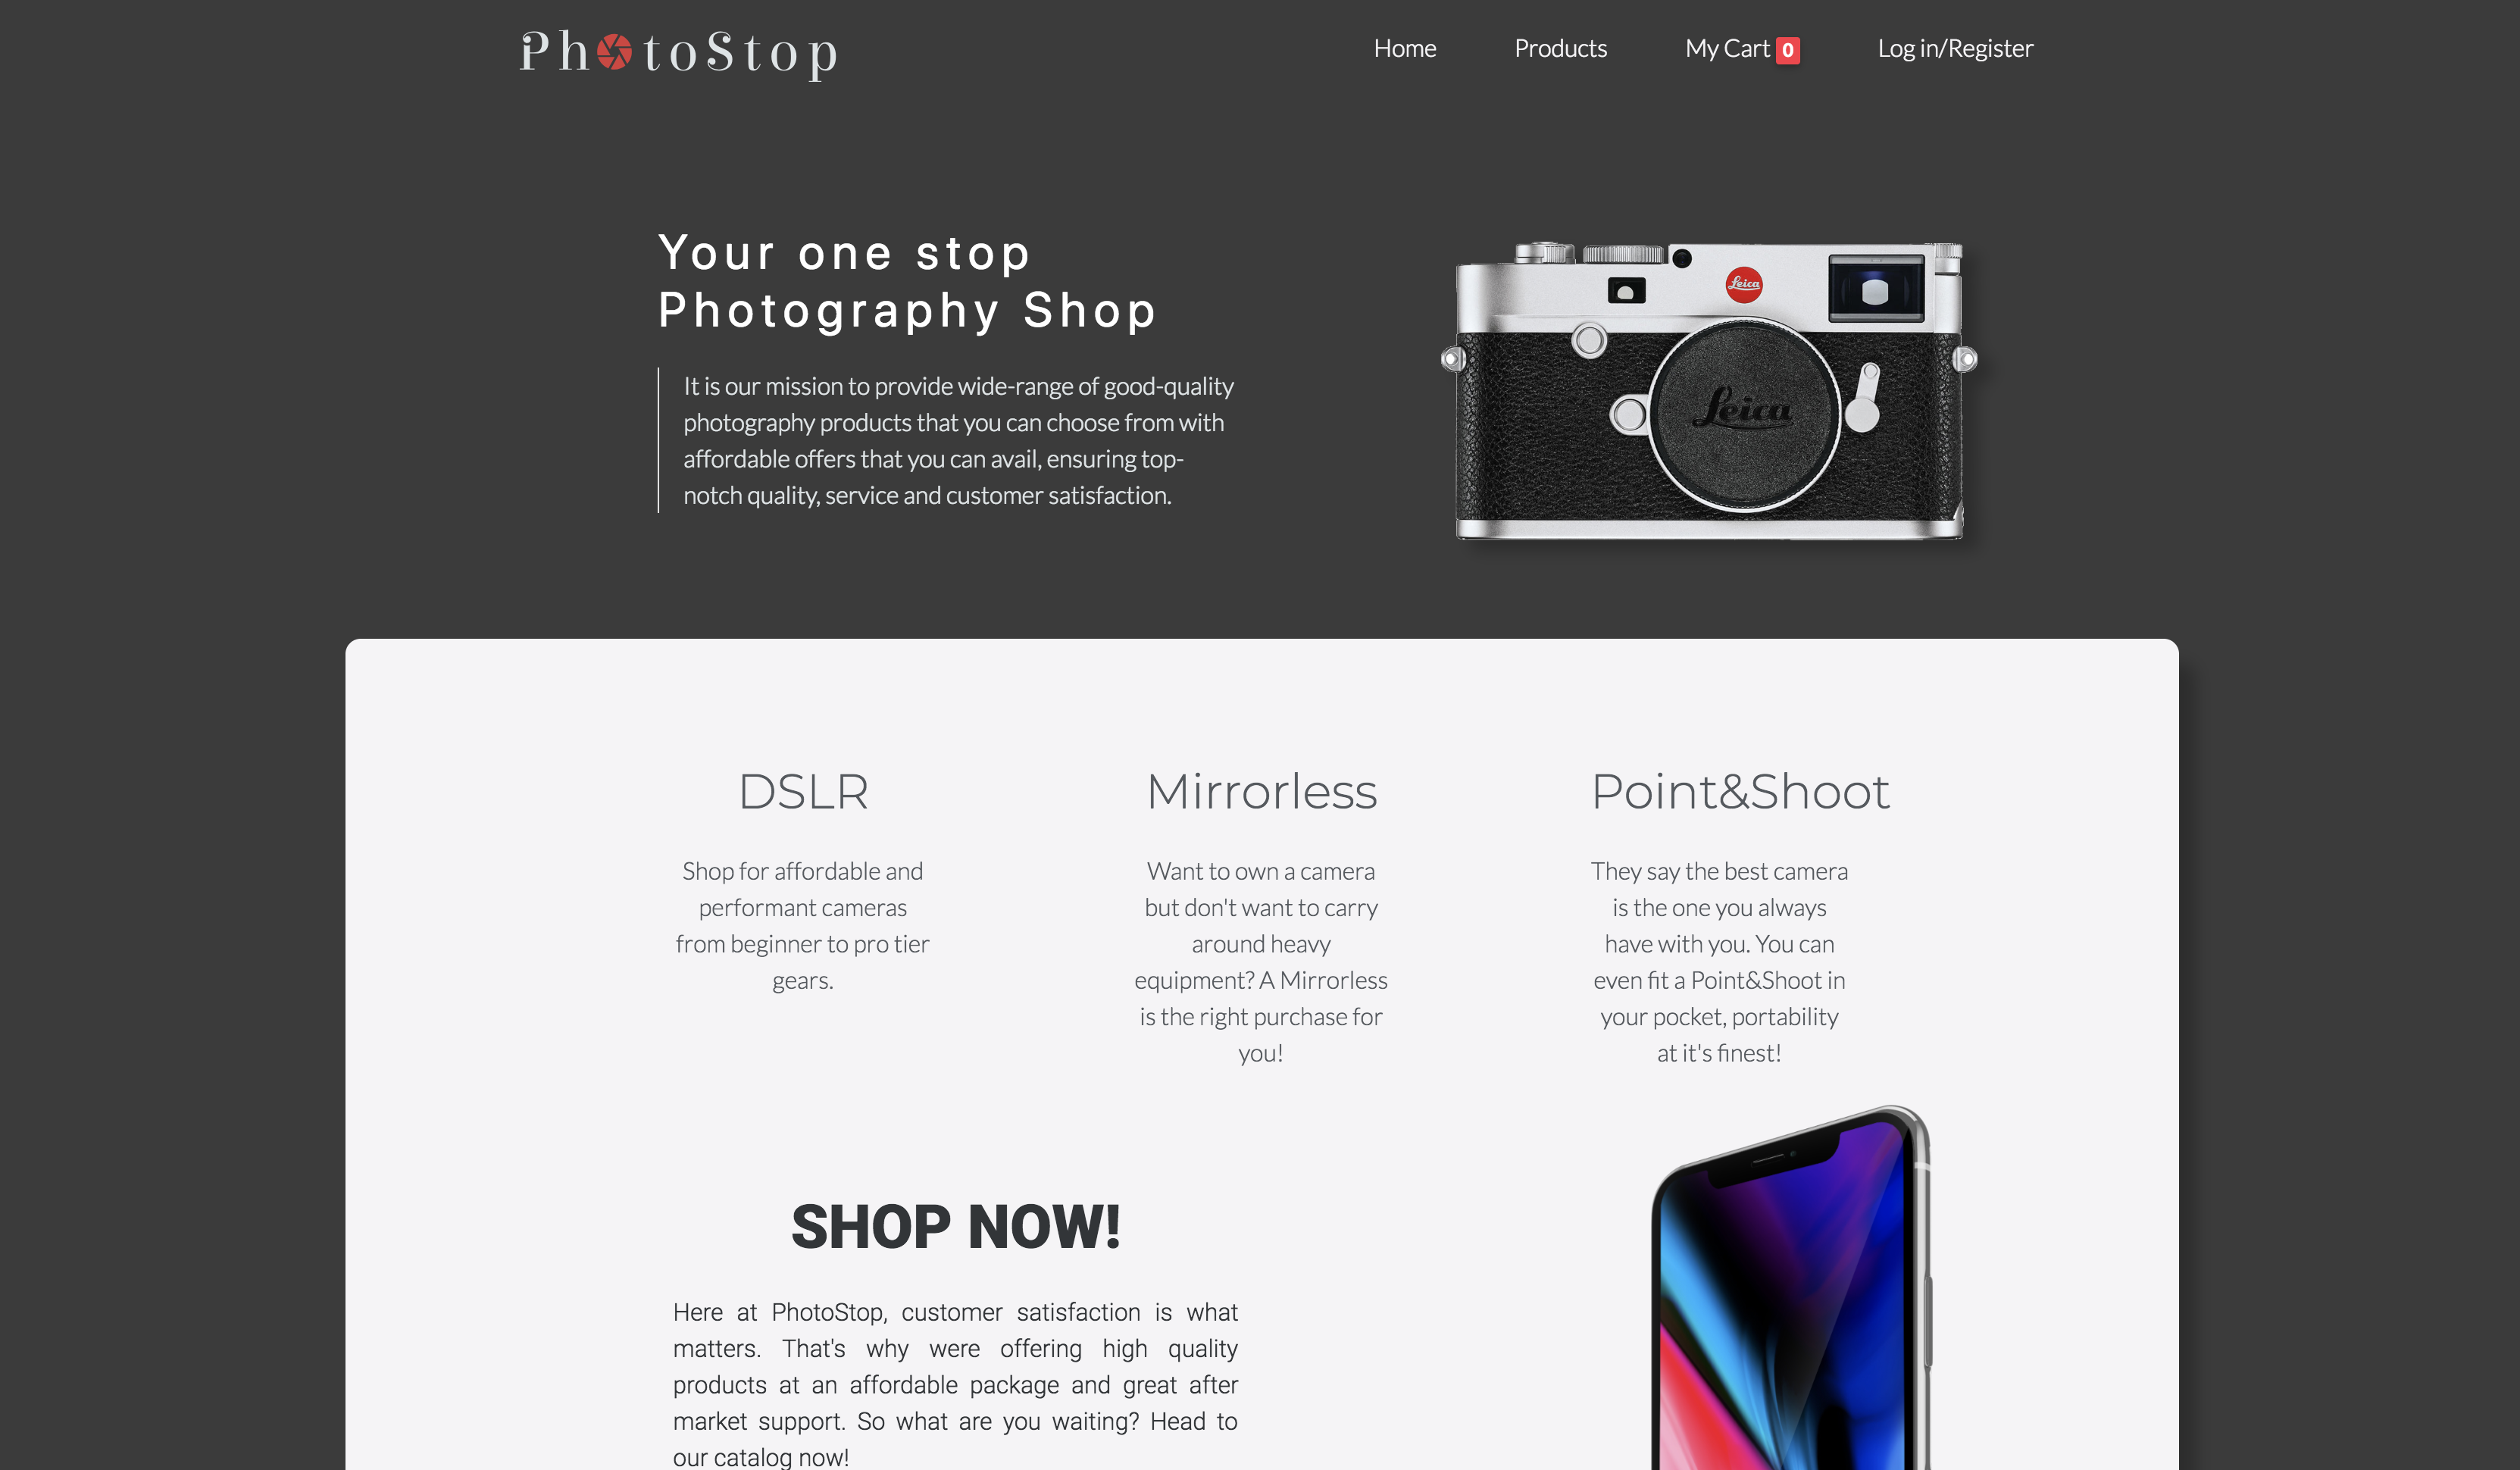 PhotoStop
Home
Products
My Cart 0
Log in/Register
Your one stop
Photography Shop
It is our mission to provide wide-range of good-quality
photography products that you can choose from with
affordable offers that you can avail, ensuring top-
notch quality, service and customer satisfaction.
Leica
Leica
DSLR
Shop for affordable and
performant cameras
from beginner to pro tier
gears.
Mirrorless
Want to own a camera
but don't want to carry
around heavy
equipment? A Mirrorless
is the right purchase for
you!
Point&Shoot
They say the best camera
is the one you always
have with you. You can
even fit a Point&Shoot in
your pocket, portability
at it's finest!
SHOP NOW!
Here at PhotoStop, customer satisfaction is what
matters. That's why were offering high quality
products at an affordable package and great after
market support. So what are you waiting? Head to
our catalog now!